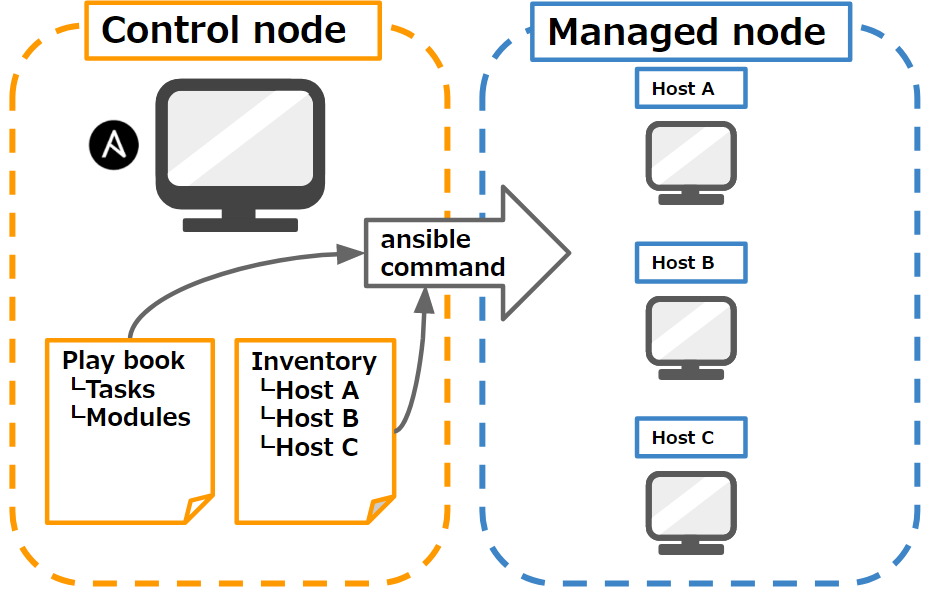 Control node
Managed node
Host A
ansible
command
Host B
Play book
└Tasks
└Modules
Inventory
└Host A
└Host B
└Host C
Host C